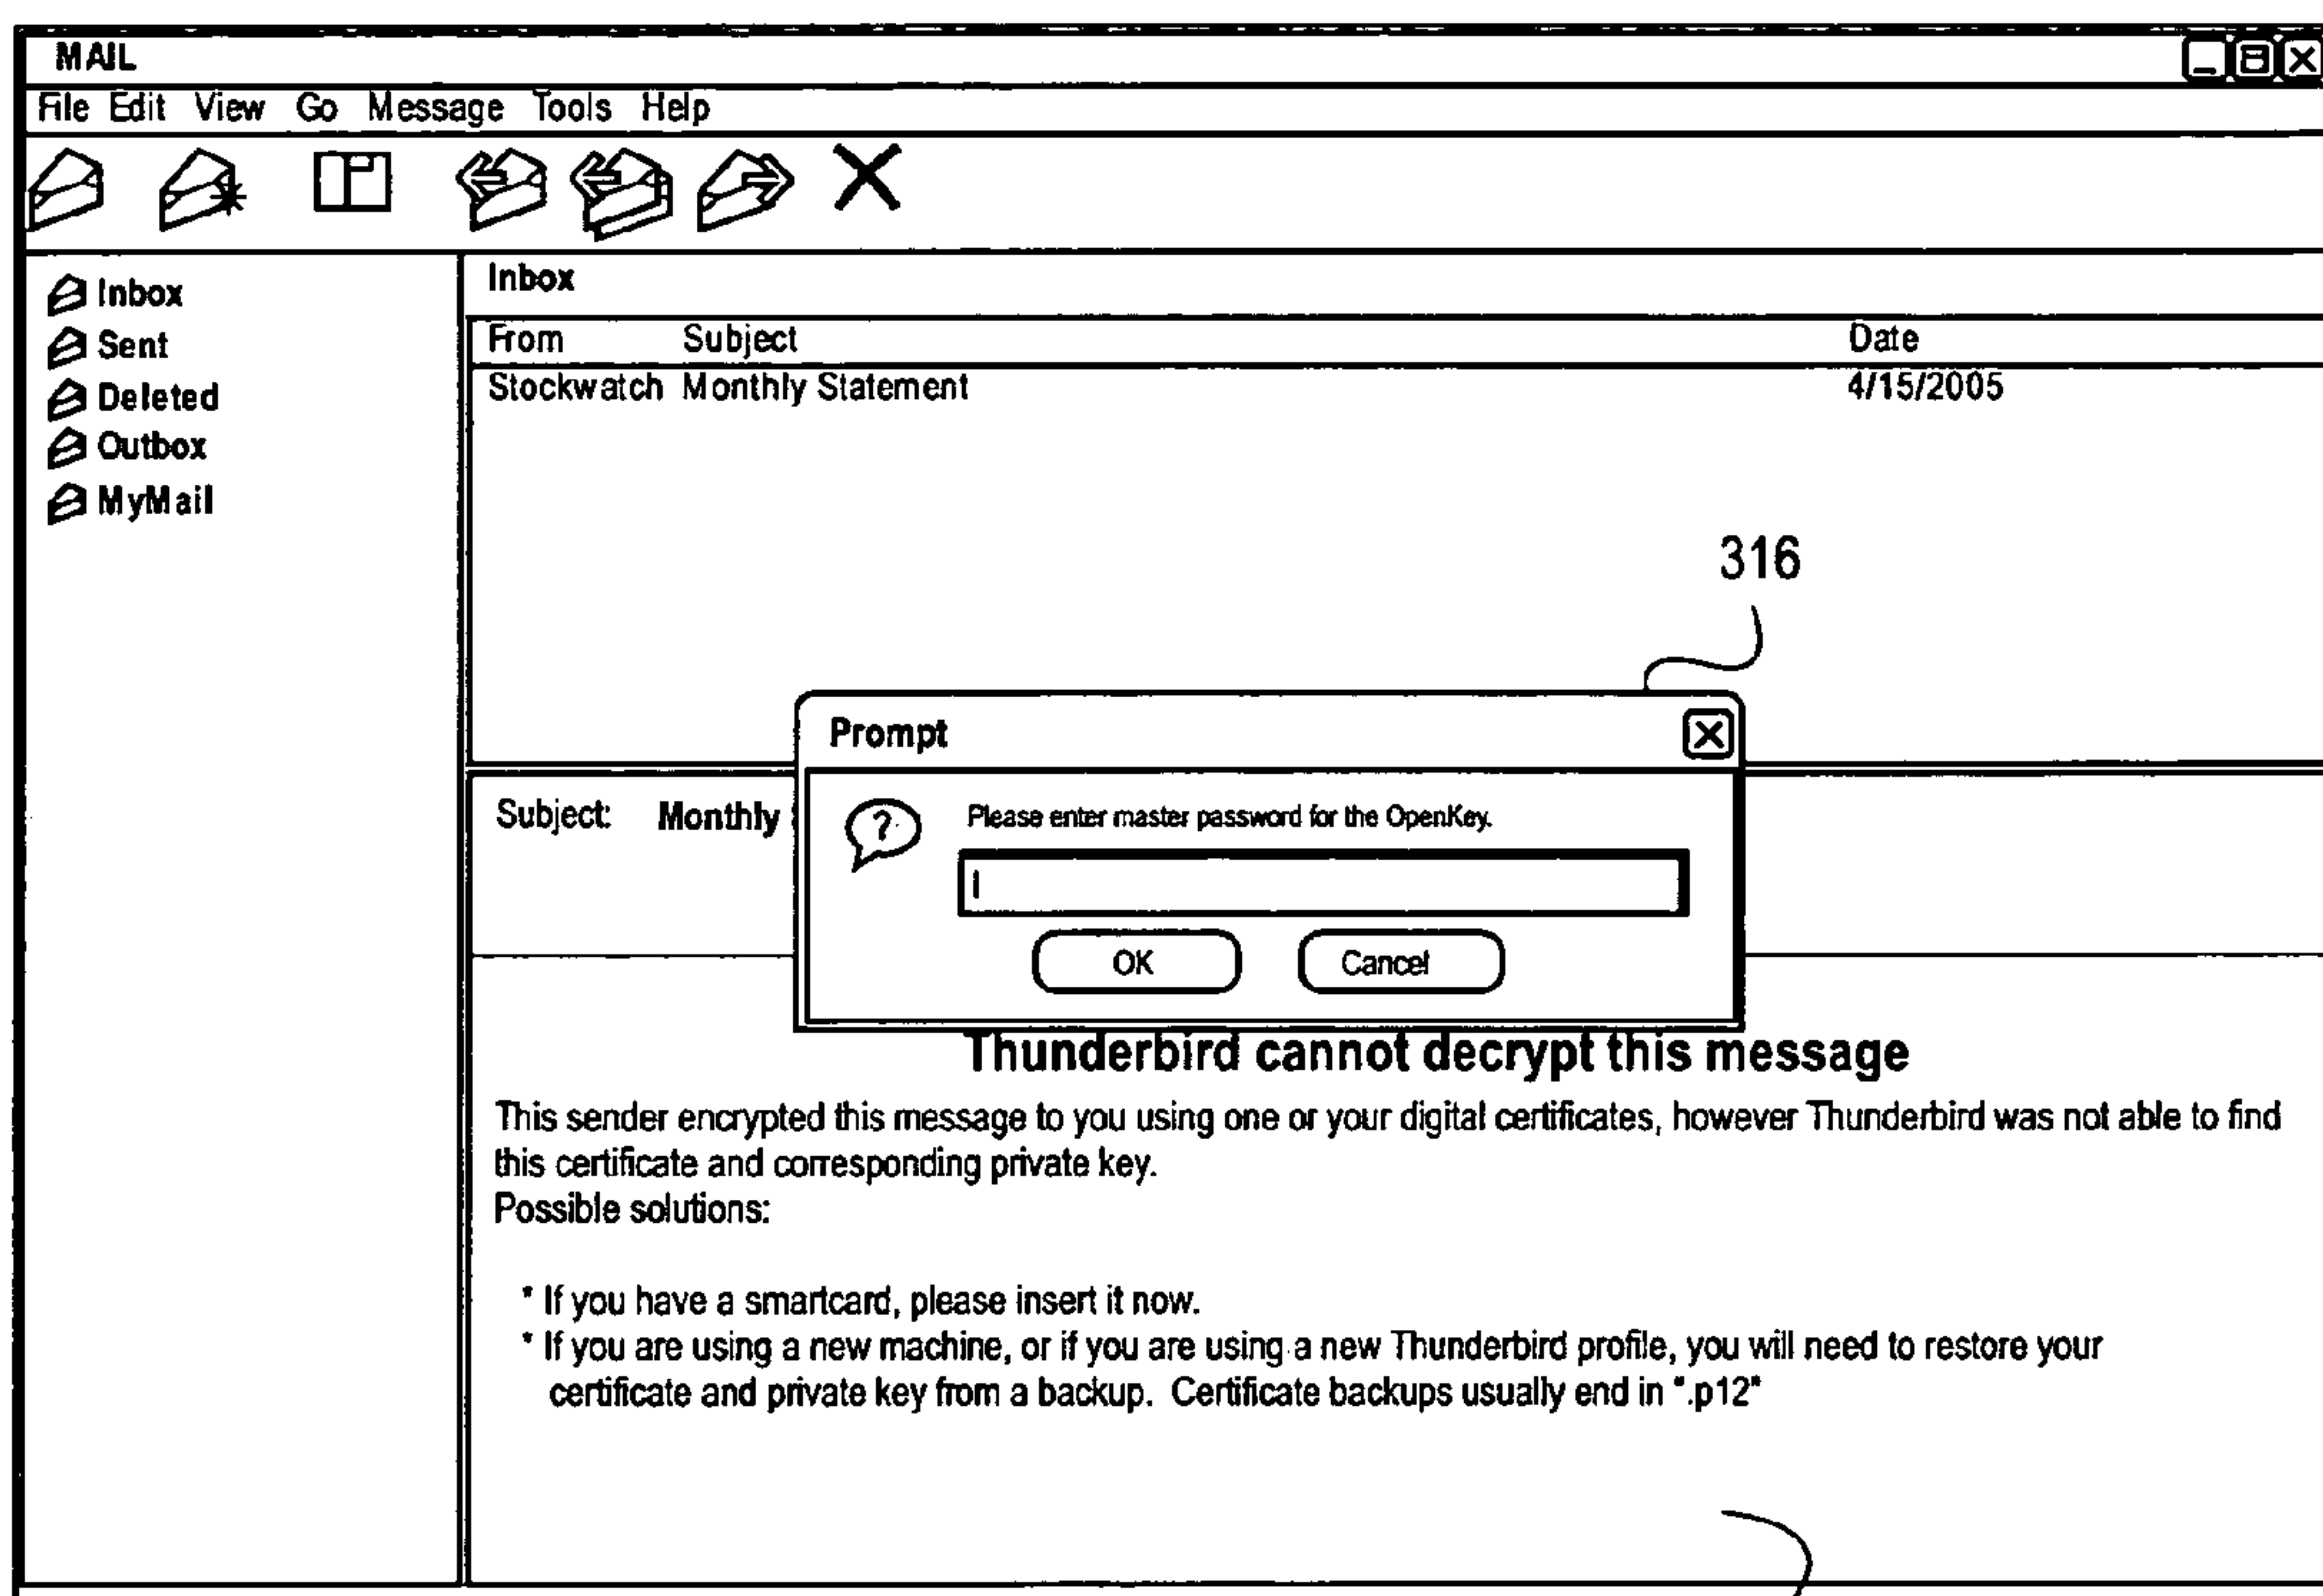 MAIL
File Edit View Go Message Tools Help
Inbox
Sent
Deleted
Outbox
MyMail
Inbox
From Subject Date
Stockwatch Monthly Statement 4/15/2005
316
Prompt
Please enter master password for the OpenKey.
OK Cancel
Subject: Monthly
Thunderbird cannot decrypt this message
This sender encrypted this message to you using one or your digital certificates, however Thunderbird was not able to find
this certificate and corresponding private key.
Possible solutions:
* If you have a smartcard, please insert it now.
* If you are using a new machine, or if you are using a new Thunderbird profile, you will need to restore your
certificate and private key from a backup. Certificate backups usually end in ".p12"